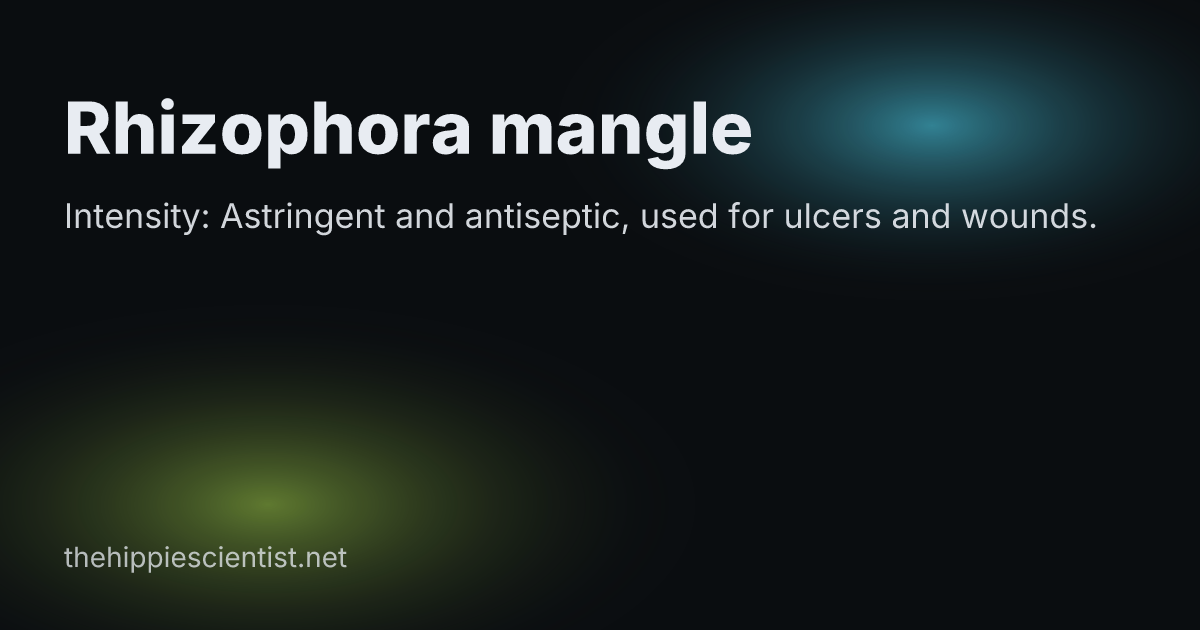 Rhizophora mangle
Intensity: Astringent and antiseptic, used for ulcers and wounds.
thehippiescientist.net